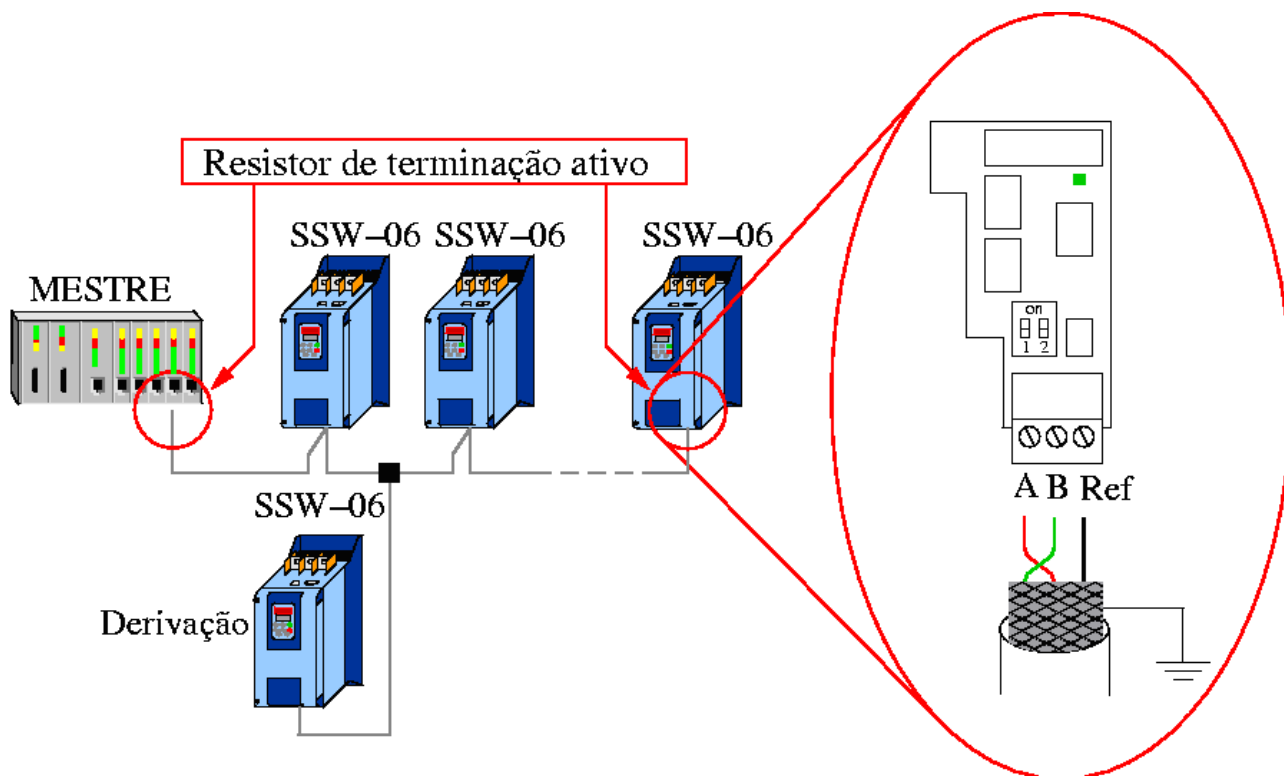 Resistor de terminação ativo
SSW–06
SSW–06
SSW–06
MESTRE
SSW–06
Derivação
on
1 2
A B Ref